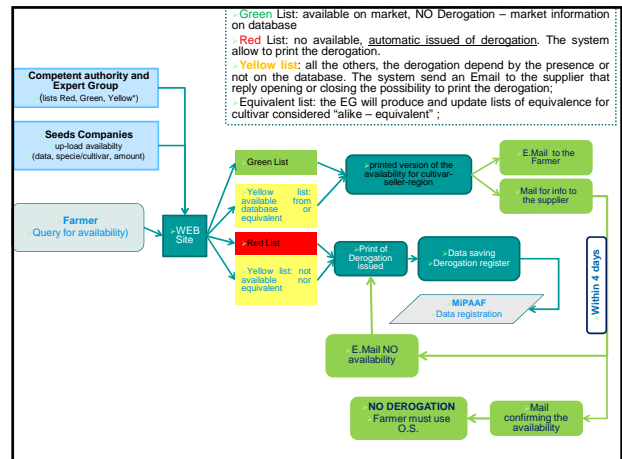 Green List: available on market, NO Derogation – market information
on database
Red List: no available, automatic issued of derogation. The system
allow to print the derogation.
Yellow list: all the others, the derogation depend by the presence or
not on the database. The system send an Email to the supplier that
reply opening or closing the possibility to print the derogation;
Equivalent list: the EG will produce and update lists of equivalence for
cultivar considered “alike – equivalent” ;
Competent authority and
Expert Group
(lists Red, Green, Yellow*)
Seeds Companies
up-load availabilty
(data, specie/cultivar, amount)
Farmer
Query for availability)
WEB
Site
Green List
Yellow list:
available from
database or
equivalent
Red List
Yellow list: not
available nor
equivalent
printed version of the
availability for cultivar-
seller-region
E.Mail to the
Farmer
Mail for info to
the supplier
Print of
Derogation
issued
Data saving
Derogation register
MiPAAF
Data registration
Within 4 days
E.Mail NO
availability
NO DEROGATION
Farmer must use
O.S.
Mail
confirming the
availability